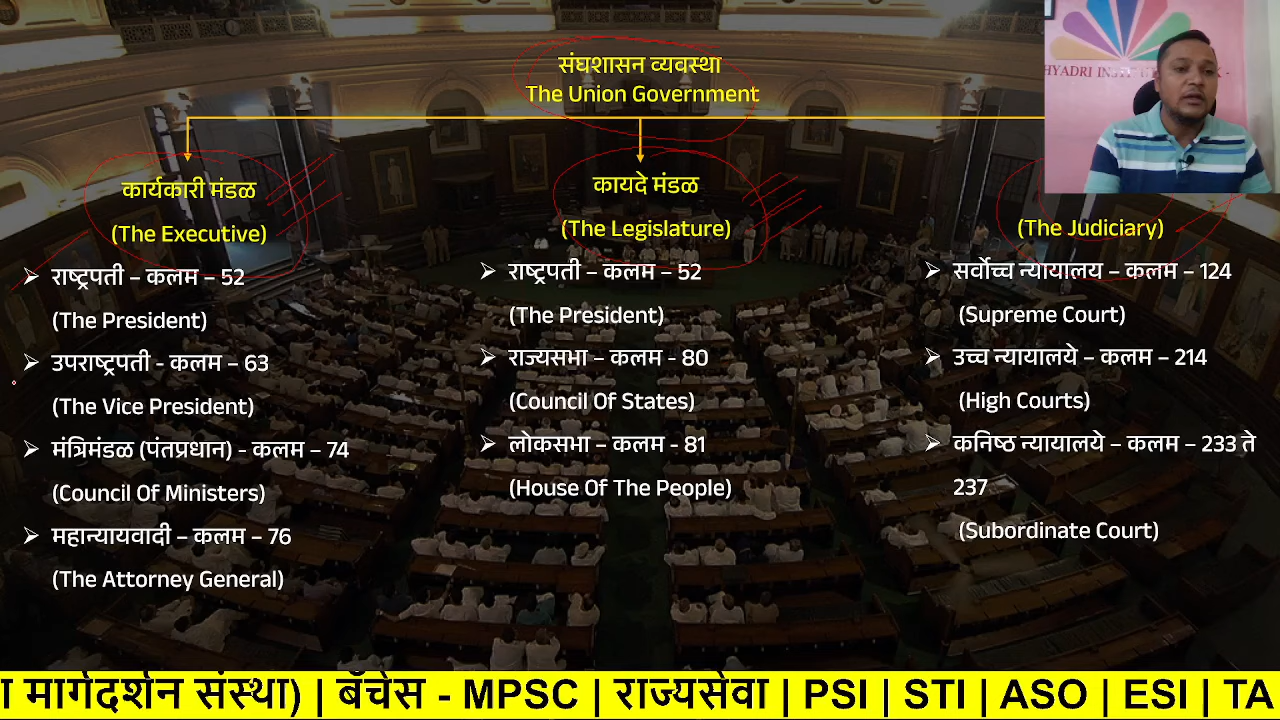 संघशासन व्यवस्था
The Union Government
कार्यकारी मंडळ
(The Executive)
राष्ट्रपती – कलम – 52
(The President)
उपराष्ट्रपती - कलम – 63
(The Vice President)
मंत्रिमंडळ (पंतप्रधान) - कलम – 74
(Council Of Ministers)
महान्यायवादी – कलम – 76
(The Attorney General)
कायदे मंडळ
(The Legislature)
राष्ट्रपती – कलम – 52
(The President)
राज्यसभा – कलम - 80
(Council Of States)
लोकसभा – कलम - 81
(House Of The People)
(The Judiciary)
सर्वोच्च न्यायालय – कलम – 124
(Supreme Court)
उच्च न्यायालये – कलम – 214
(High Courts)
कनिष्ठ न्यायालये – कलम – 233 ते
237
(Subordinate Court)
HYADRI
ा मार्गदर्शन संस्था) | बॅचेस - MPSC | राज्यसेवा | PSI | STI | ASO | ESI | TA